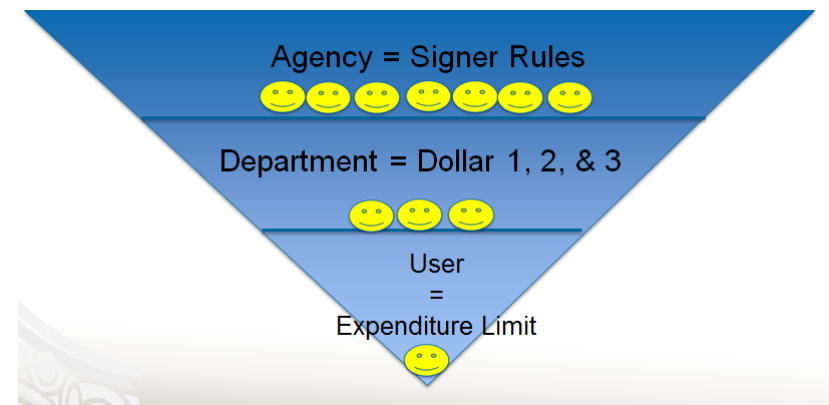 Agency = Signer Rules
Department = Dollar 1, 2, & 3
User
=
Expenditure Limit